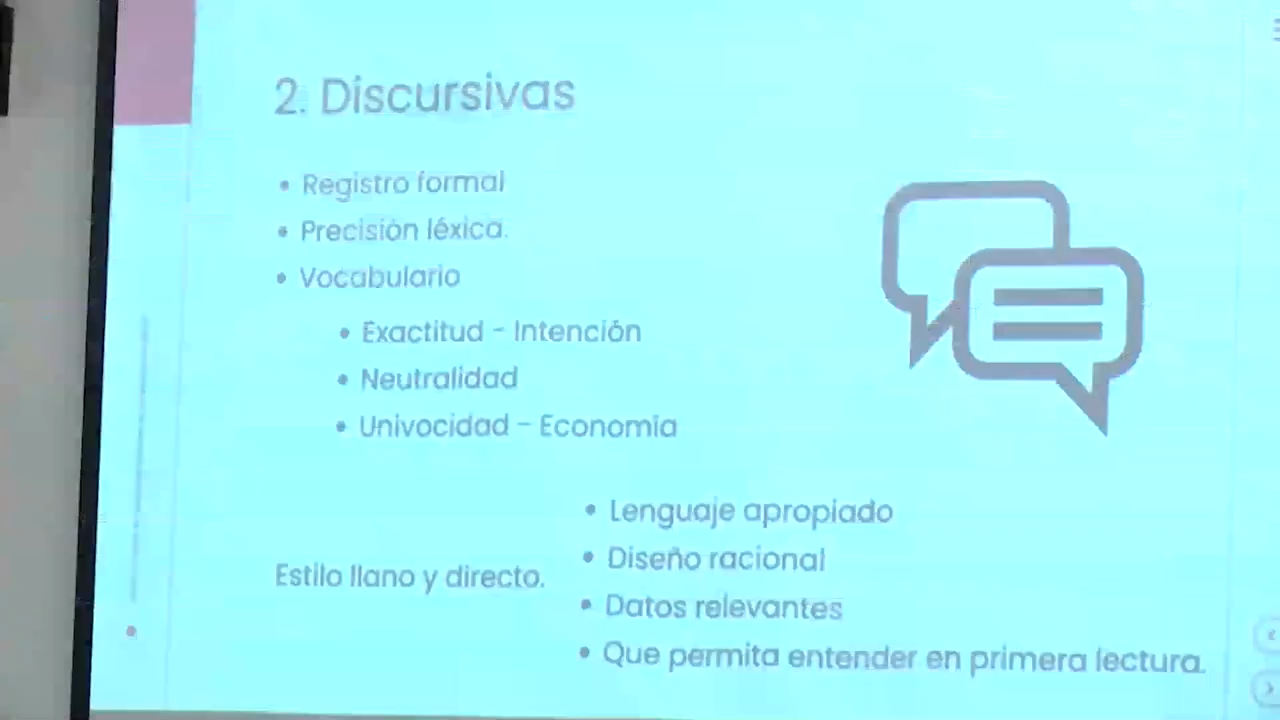 2. Discursivas
• Registro formal
• Precisión léxica.
• Vocabulario
• Exactitud - Intención
• Neutralidad
• Univocidad - Economía
Estilo llano y directo.
• Lenguaje apropiado
• Diseño racional
• Datos relevantes
• Que permita entender en primera lectura.